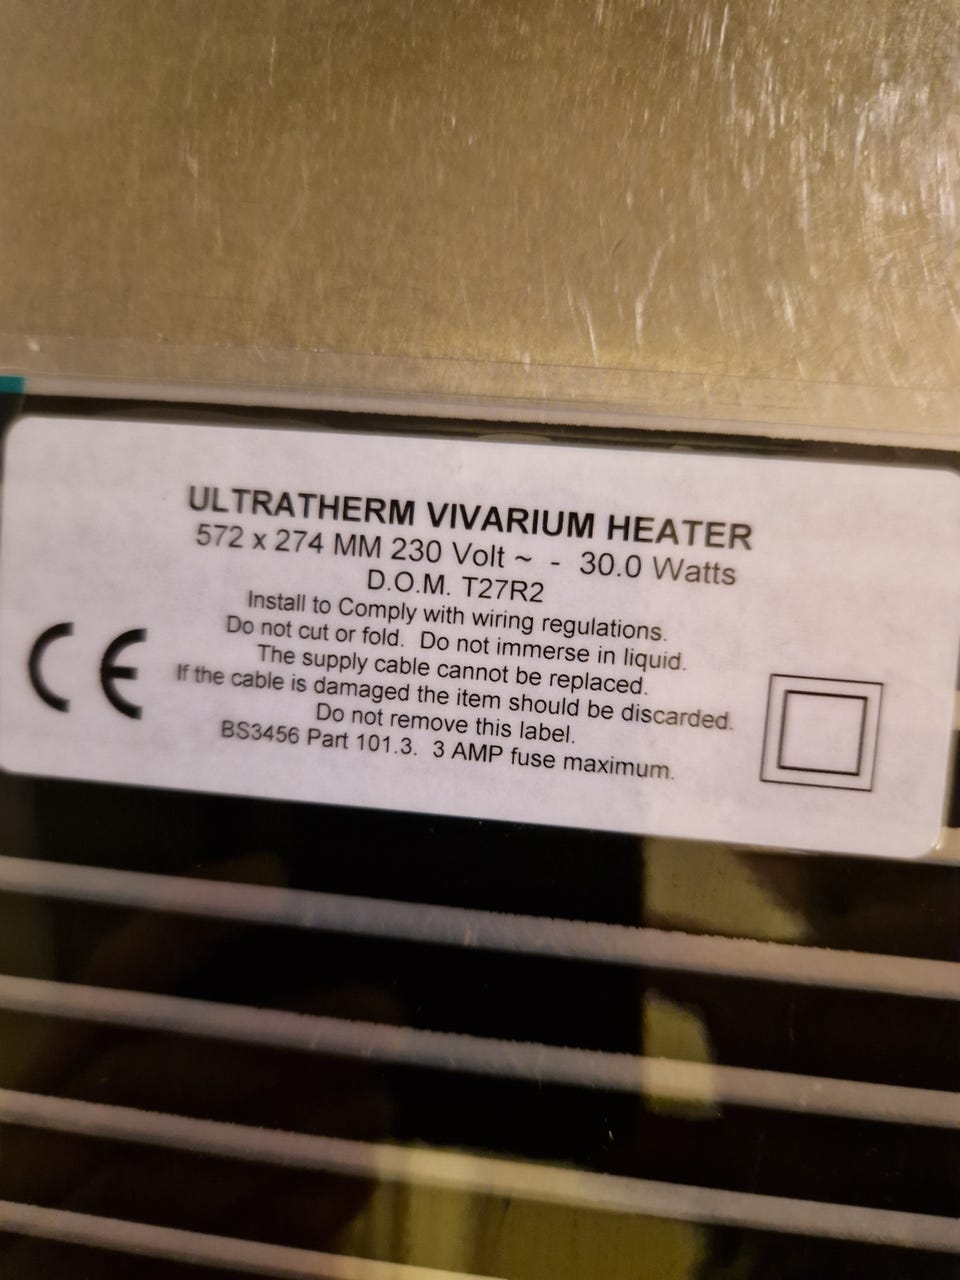 ULTRATHERM VIVARIUM HEATER
572 x 274 MM 230 Volt ~ - 30.0 Watts
D.O.M. T27R2
Install to Comply with wiring regulations.
Do not cut or fold. Do not immerse in liquid.
The supply cable cannot be replaced.
If the cable is damaged the item should be discarded.
Do not remove this label.
BS3456 Part 101.3. 3 AMP fuse maximum.
CE